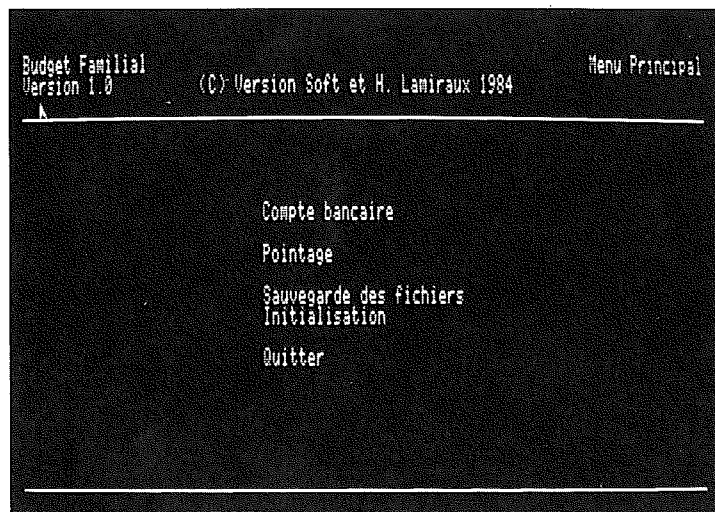 Budget Familial
Version 1.0
(C) Version Soft et H. Lamiraux 1984
Menu Principal
Compte bancaire
Pointage
Sauvegarde des fichiers
Initialisation
Quitter